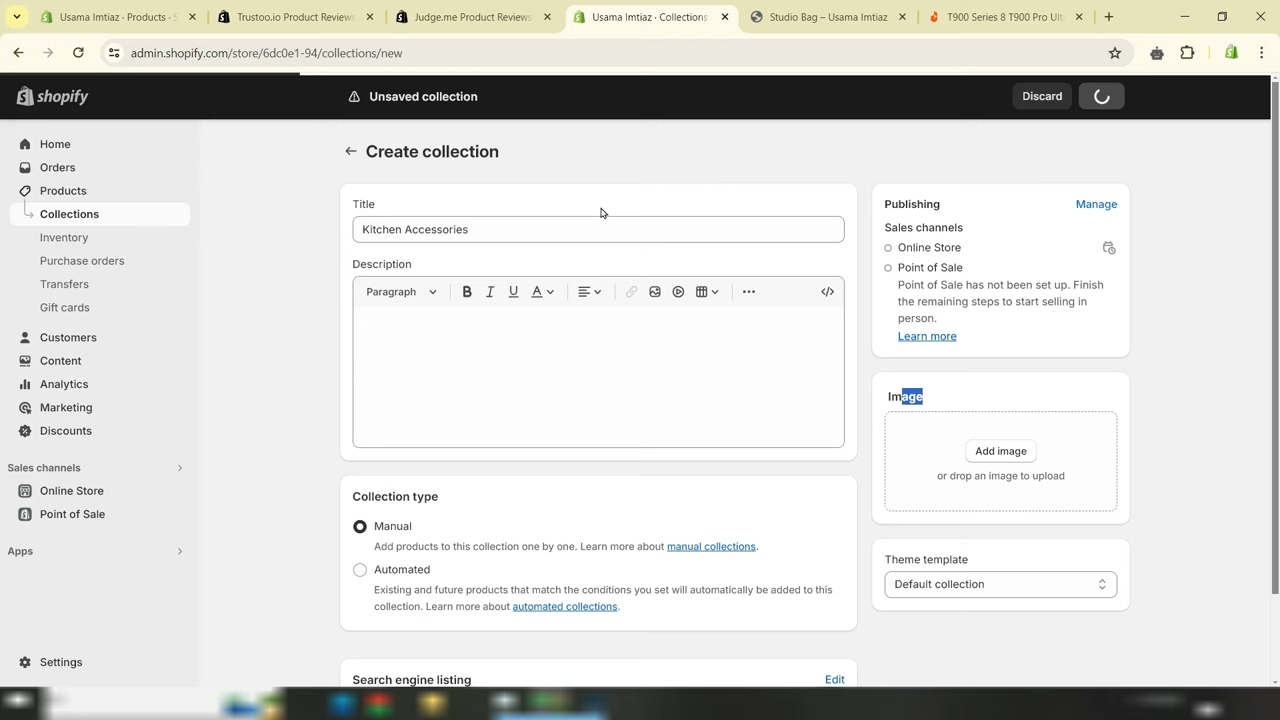 Usama Imtiaz · Products · S
Trustoo.io Product Reviews
Judge.me Product Reviews
Usama Imtiaz · Collections
Studio Bag – Usama Imtiaz
T900 Series 8 T900 Pro Ult
admin.shopify.com/store/6dc0e1-94/collections/new
shopify
Unsaved collection
Discard
Home
Orders
Products
Collections
Inventory
Purchase orders
Transfers
Gift cards
Customers
Content
Analytics
Marketing
Discounts
Sales channels
Online Store
Point of Sale
Apps
Settings
Create collection
Title
Kitchen Accessories
Description
Paragraph
B I U A
Collection type
Manual
Add products to this collection one by one. Learn more about manual collections.
Automated
Existing and future products that match the conditions you set will automatically be added to this
collection. Learn more about automated collections.
Search engine listing
Edit
Publishing
Manage
Sales channels
Online Store
Point of Sale
Point of Sale has not been set up. Finish
the remaining steps to start selling in
person.
Learn more
Image
Add image
or drop an image to upload
Theme template
Default collection